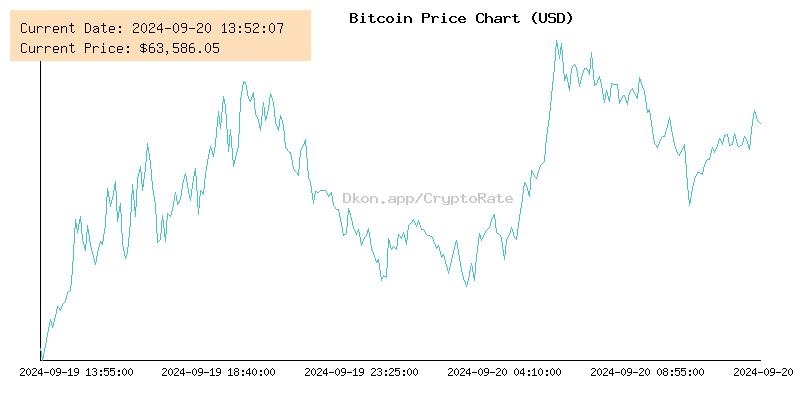 Bitcoin Price Chart (USD)
Current Date: 2024-09-20 13:52:07
Current Price: $63,586.05
Dkon.app/CryptoRate
2024-09-19 13:55:00 2024-09-19 18:40:00 2024-09-19 23:25:00 2024-09-20 04:10:00 2024-09-20 08:55:00 2024-09-20